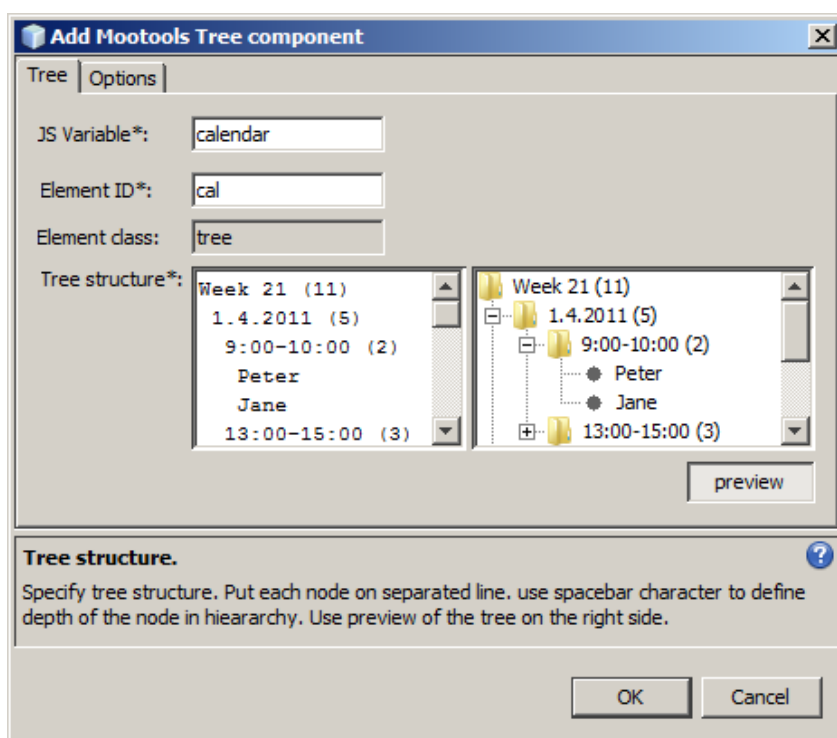 Add Mootools Tree component
Tree Options
JS Variable*: calendar
Element ID*: cal
Element class: tree
Tree structure*:
Week 21 (11)
1.4.2011 (5)
9:00-10:00 (2)
Peter
Jane
13:00-15:00 (3)
Week 21 (11)
1.4.2011 (5)
9:00-10:00 (2)
Peter
Jane
13:00-15:00 (3)
preview
Tree structure.
Specify tree structure. Put each node on separated line. use spacebar character to define
depth of the node in hieararchy. Use preview of the tree on the right side.
OK Cancel